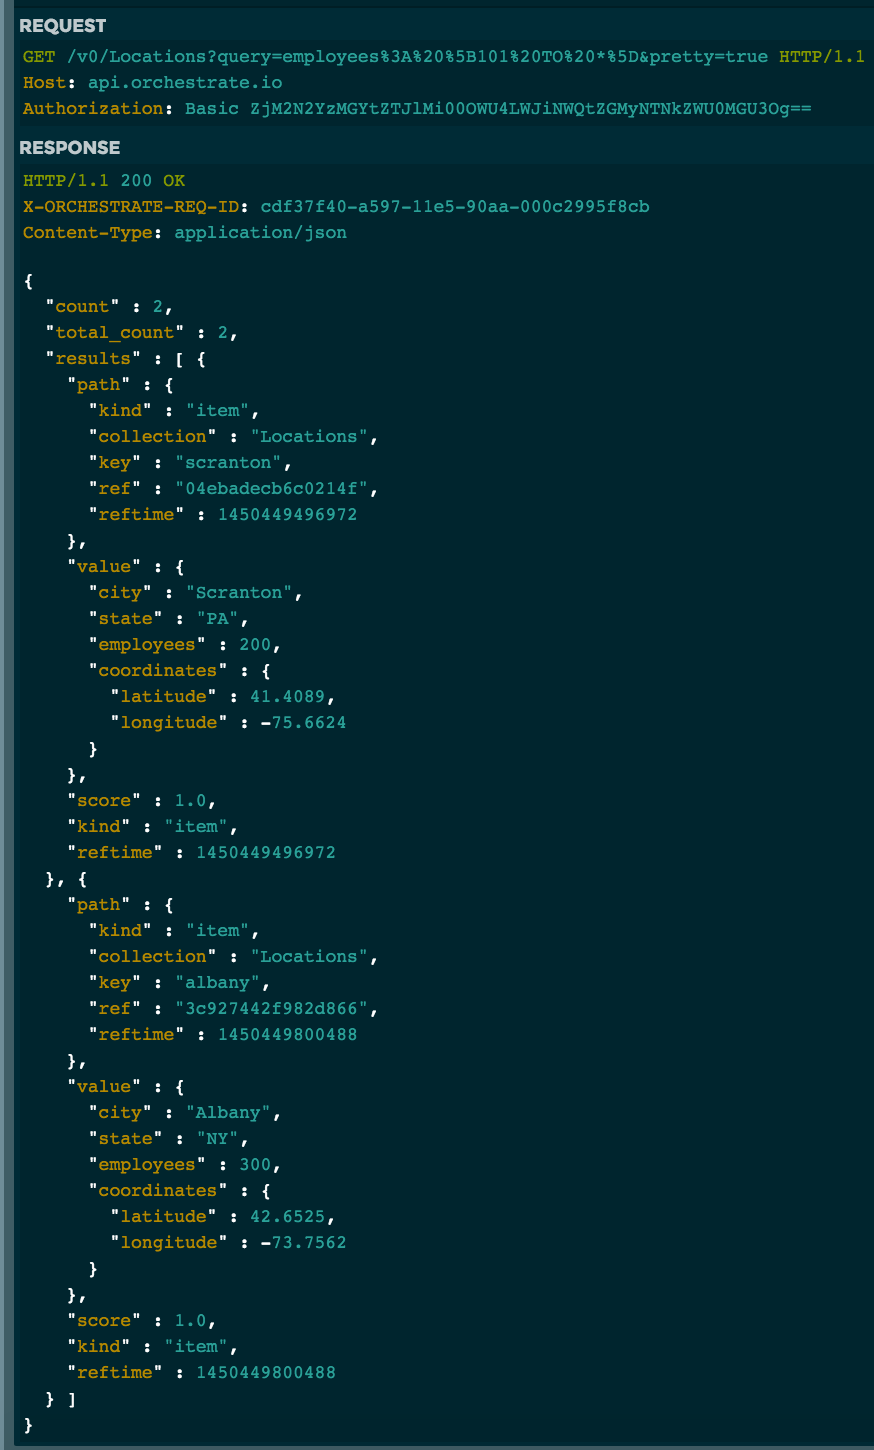 REQUEST
GET /v0/Locations?query=employees%3A%20%5B101%20TO%20*%5D&pretty=true HTTP/1.1
Host: api.orchestrate.io
Authorization: Basic ZjM2N2YzMGYtZTJlMi00OWU4LWJiNWQtZGMyNTNkZWU0MGU3Og==
RESPONSE
HTTP/1.1 200 OK
X-ORCHESTRATE-REQ-ID: cdf37f40-a597-11e5-90aa-000c2995f8cb
Content-Type: application/json
{
  "count" : 2,
  "total_count" : 2,
  "results" : [ {
    "path" : {
      "kind" : "item",
      "collection" : "Locations",
      "key" : "scranton",
      "ref" : "04ebadecb6c0214f",
      "reftime" : 1450449496972
    },
    "value" : {
      "city" : "Scranton",
      "state" : "PA",
      "employees" : 200,
      "coordinates" : {
        "latitude" : 41.4089,
        "longitude" : -75.6624
      }
    },
    "score" : 1.0,
    "kind" : "item",
    "reftime" : 1450449496972
  }, {
    "path" : {
      "kind" : "item",
      "collection" : "Locations",
      "key" : "albany",
      "ref" : "3c927442f982d866",
      "reftime" : 1450449800488
    },
    "value" : {
      "city" : "Albany",
      "state" : "NY",
      "employees" : 300,
      "coordinates" : {
        "latitude" : 42.6525,
        "longitude" : -73.7562
      }
    },
    "score" : 1.0,
    "kind" : "item",
    "reftime" : 1450449800488
  } ]
}